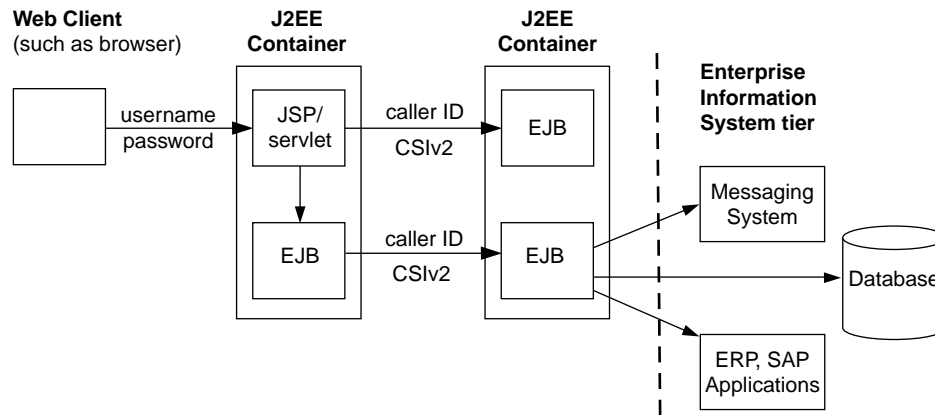 Web Client
(such as browser)
J2EE
Container
J2EE
Container
Enterprise
Information
System tier
username
password
JSP/
servlet
caller ID
CSIv2
EJB
EJB
caller ID
CSIv2
EJB
Messaging
System
Database
ERP, SAP
Applications